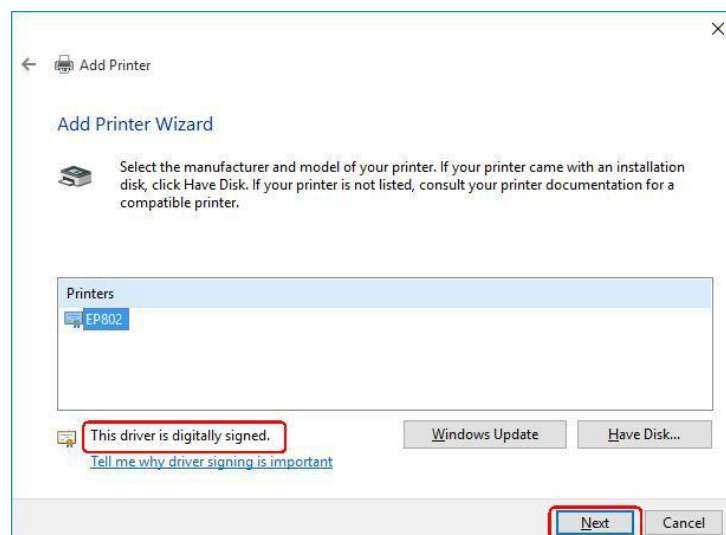 Add Printer
Add Printer Wizard
Select the manufacturer and model of your printer. If your printer came with an installation
disk, click Have Disk. If your printer is not listed, consult your printer documentation for a
compatible printer.
Printers
EP802
This driver is digitally signed.
Windows Update
Have Disk...
Tell me why driver signing is important
Next
Cancel